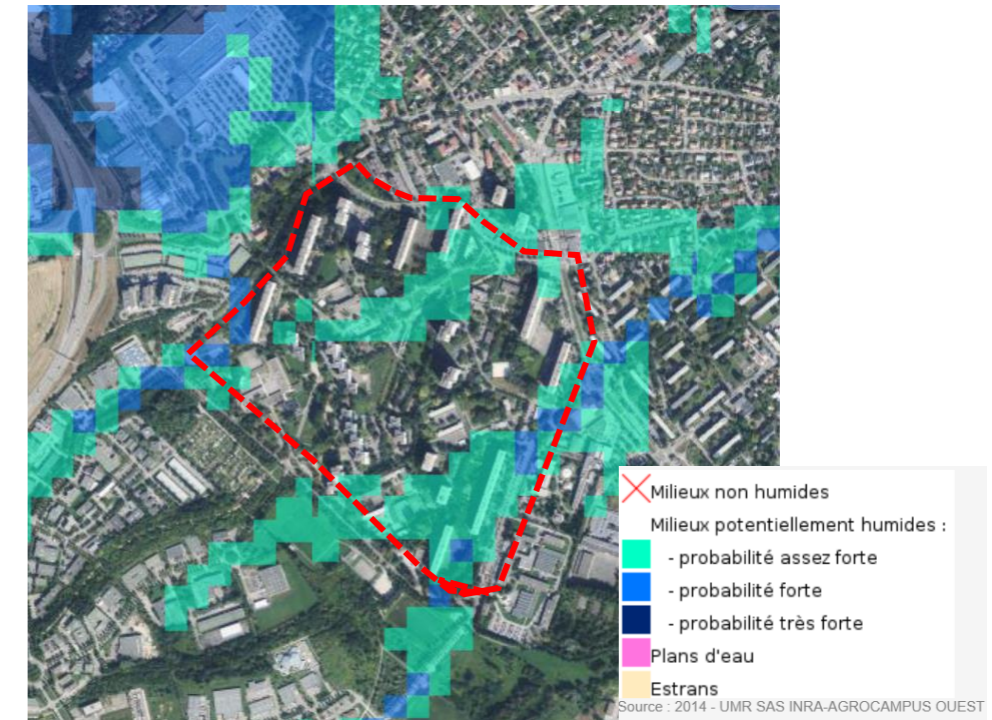 Milieux non humides
Milieux potentiellement humides :
- probabilité assez forte
- probabilité forte
- probabilité très forte
Plans d'eau
Estrans
Source : 2014 - UMR SAS INRA-AGROCAMPUS OUEST